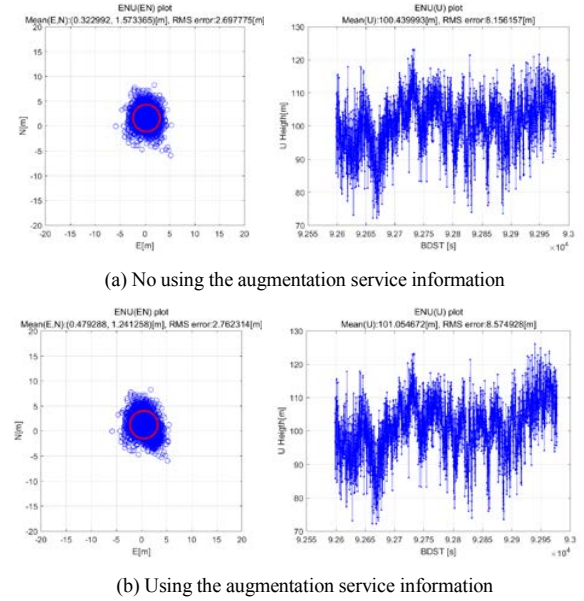 ENU(EN) plot
Mean(E,N):(0.322992, 1.573365)[m], RMS error:2.697775[m]
20
15
10
5
0
-5
-10
-15
-20
N[m]
-20 -15 -10 -5 0 5 10 15 20
E[m]
ENU(U) plot
Mean(U):100.439993[m], RMS error:8.156157[m]
130
120
110
100
90
80
70
U Heigth[m]
9.255 9.26 9.265 9.27 9.275 9.28 9.285 9.29 9.295 9.3
BDST [s]
×10⁴
(a) No using the augmentation service information
ENU(EN) plot
Mean(E,N):(0.479288, 1.241258)[m], RMS error:2.762314[m]
20
15
10
5
0
-5
-10
-15
-20
N[m]
-20 -15 -10 -5 0 5 10 15 20
E[m]
ENU(U) plot
Mean(U):101.054672[m], RMS error:8.574928[m]
130
120
110
100
90
80
70
U Heigth[m]
9.255 9.26 9.265 9.27 9.275 9.28 9.285 9.29 9.295 9.3
BDST [s]
×10⁴
(b) Using the augmentation service information